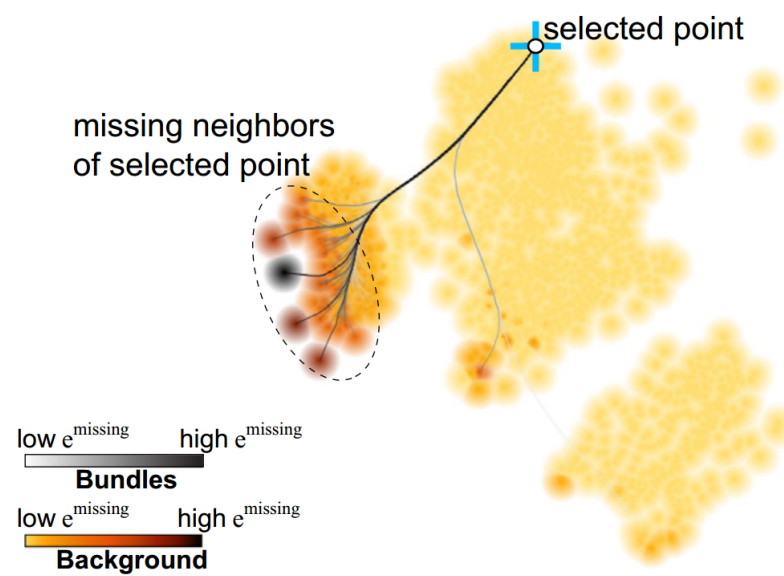 selected point
missing neighbors
of selected point
low e^missing high e^missing
Bundles
low e^missing high e^missing
Background